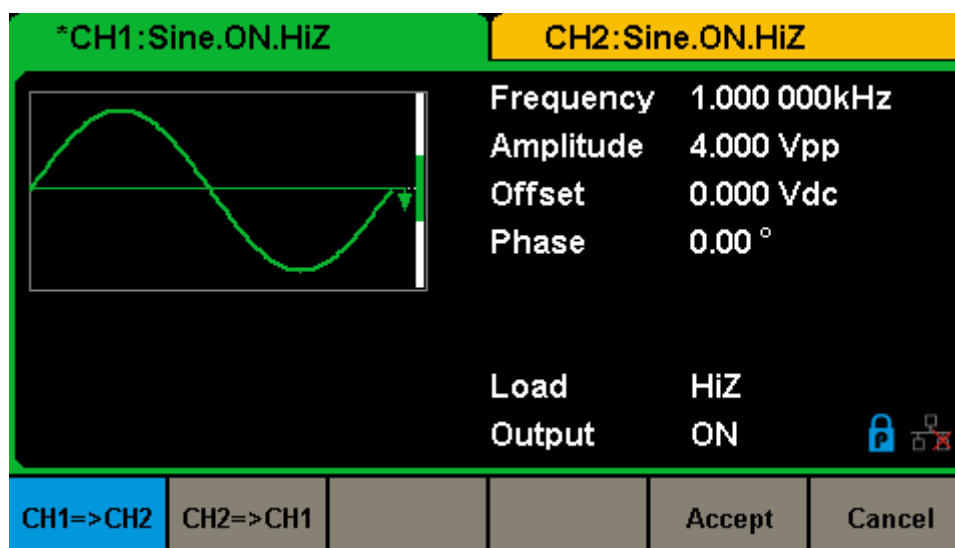 *CH1:Sine.ON.HiZ
CH2:Sine.ON.HiZ
Frequency 1.000 000kHz
Amplitude 4.000 Vpp
Offset 0.000 Vdc
Phase 0.00 °
Load HiZ
Output ON
P
CH1=>CH2 CH2=>CH1 Accept Cancel